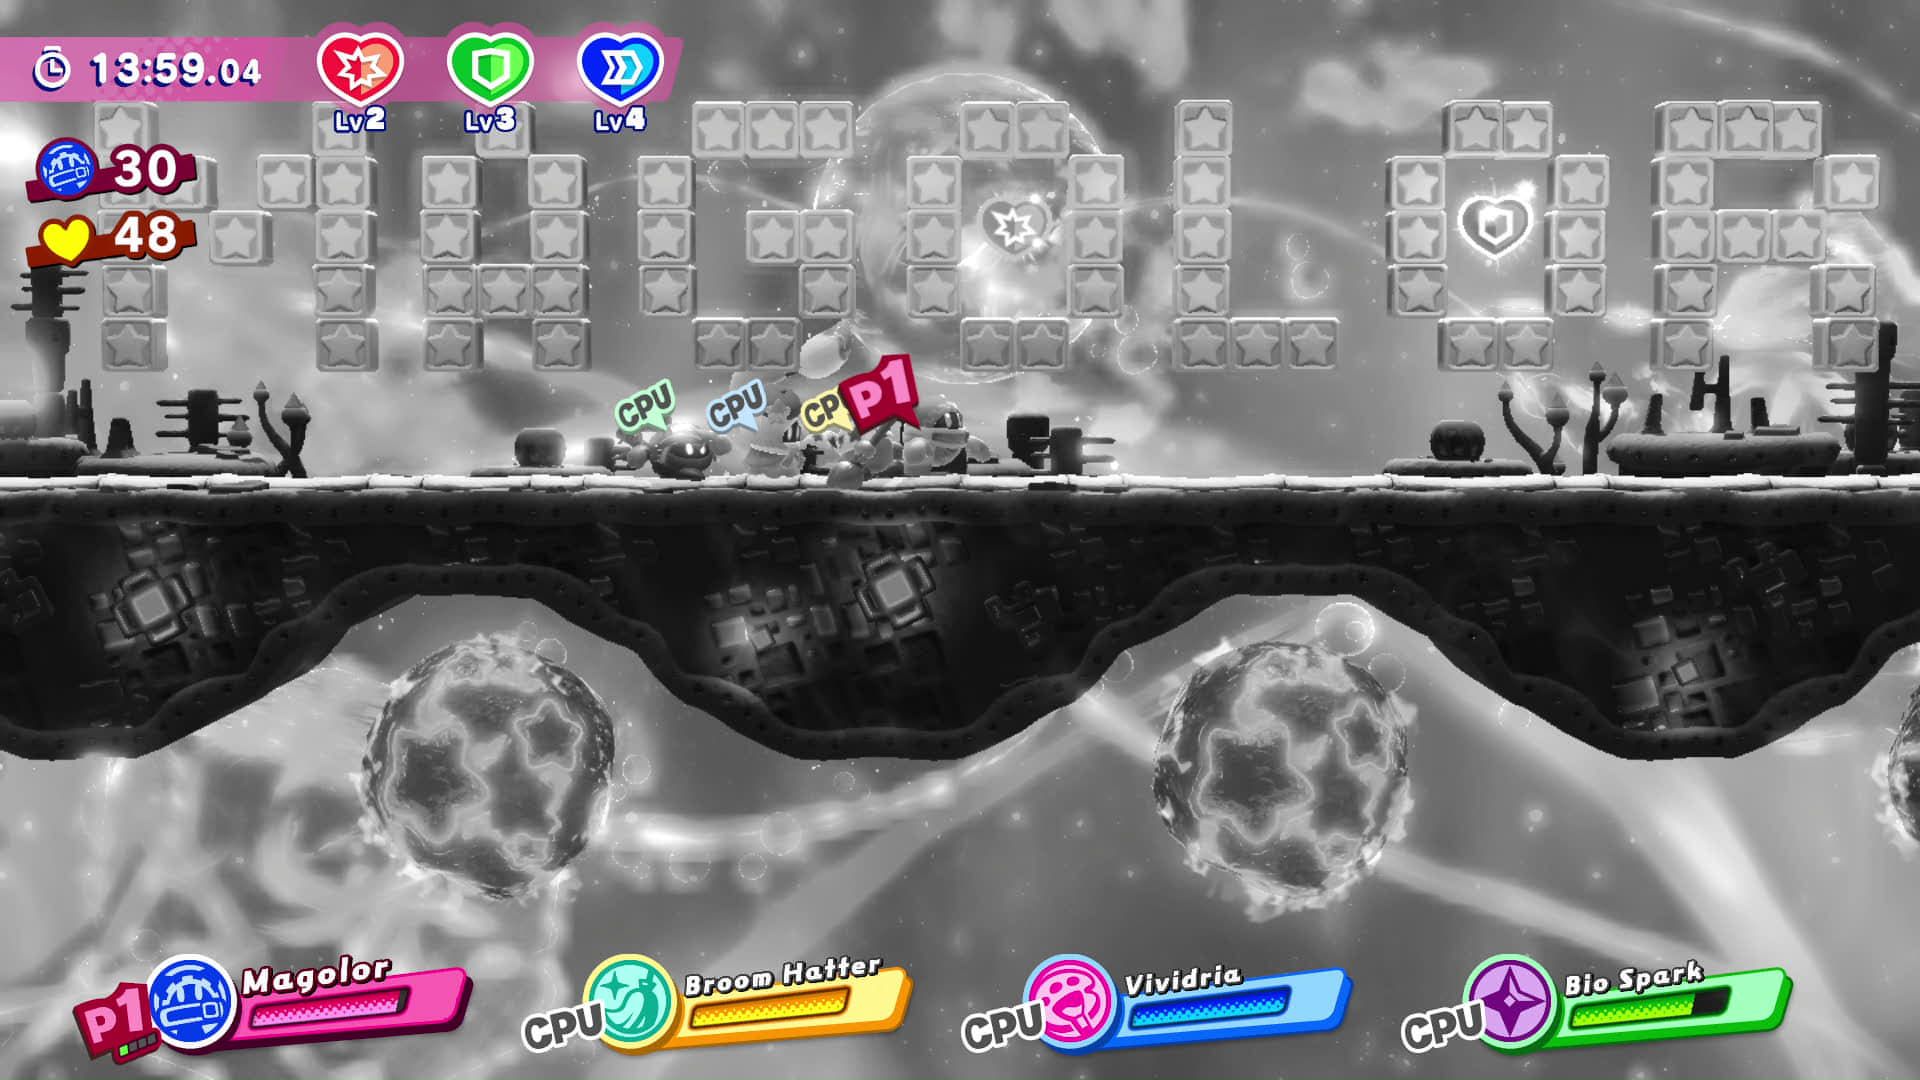 13:59.04
Lv2 Lv3 Lv4
30
48
MAGOLOR
CPU CPU CP P1
P1 Magolor
CPU Broom Hatter
CPU Vividria
CPU Bio Spark